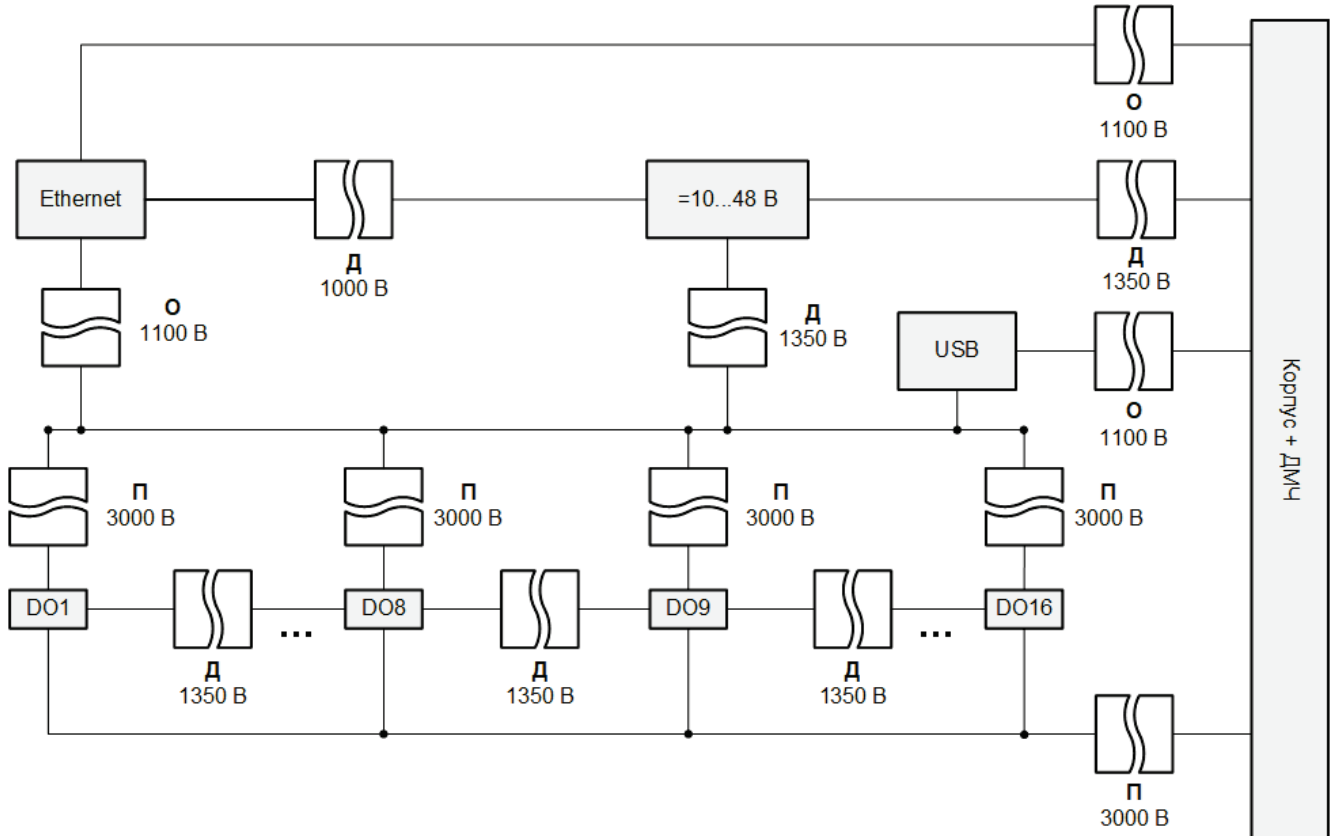 О
1100 В
Ethernet
=10...48 В
Д
1000 В
Д
1350 В
О
1100 В
Д
1350 В
USB
О
1100 В
Корпус + ДМЧ
П
3000 В
П
3000 В
П
3000 В
П
3000 В
DO1
...
DO8
DO9
...
DO16
Д
1350 В
Д
1350 В
Д
1350 В
П
3000 В